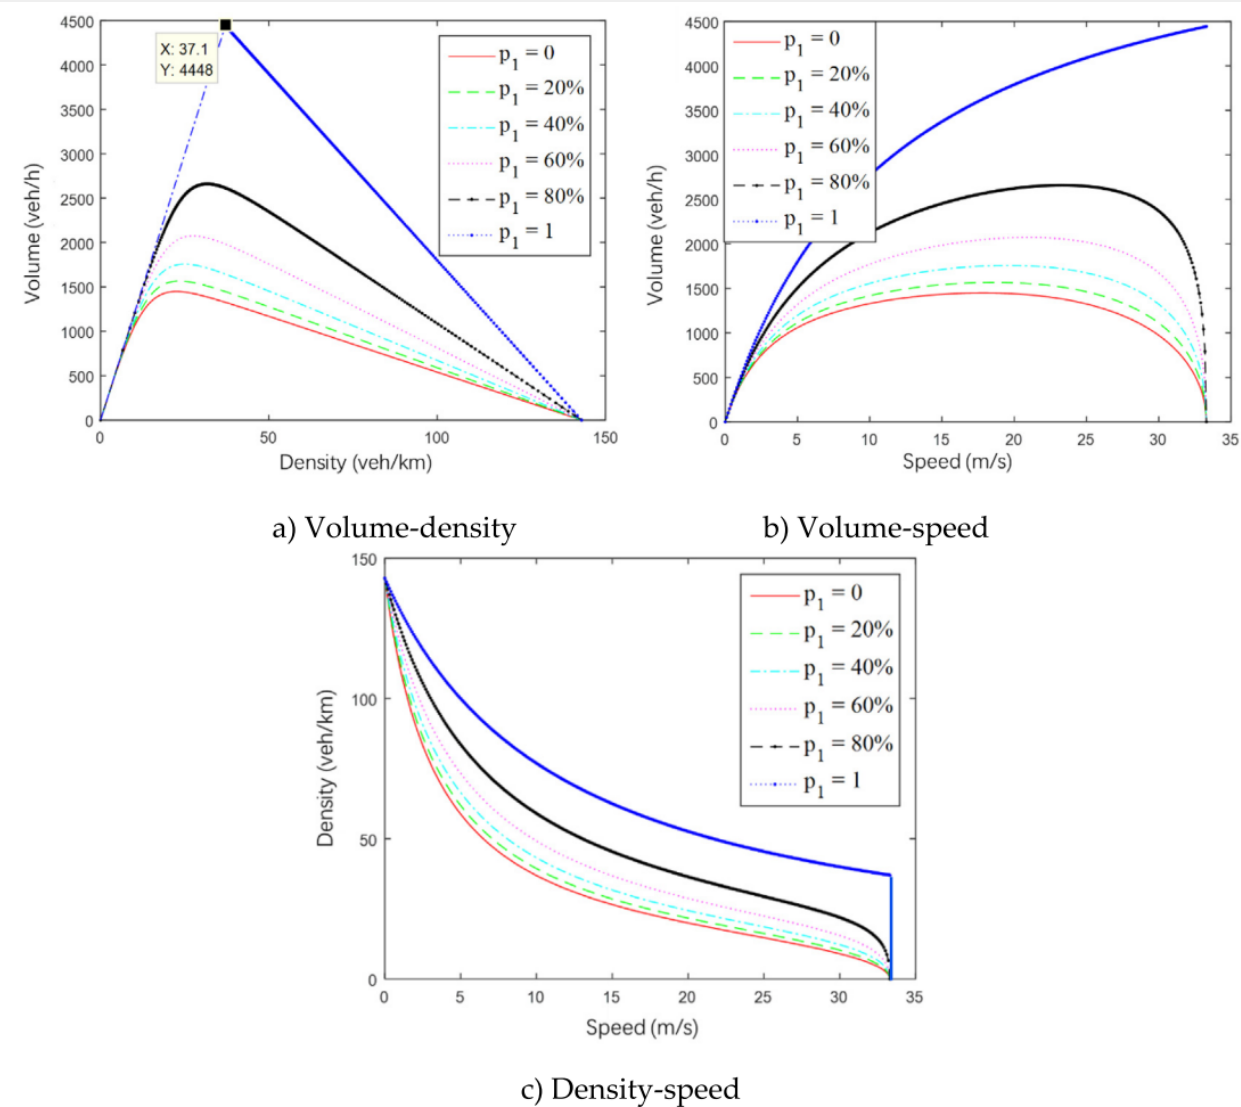 4500
4000
3500
3000
2500
2000
1500
1000
500
0
Volume (veh/h)
X: 37.1
Y: 4448
p1 = 0
p1 = 20%
p1 = 40%
p1 = 60%
p1 = 80%
p1 = 1
0 50 100 150
Density (veh/km)
a) Volume-density
4500
4000
3500
3000
2500
2000
1500
1000
500
0
Volume (veh/h)
p1 = 0
p1 = 20%
p1 = 40%
p1 = 60%
p1 = 80%
p1 = 1
0 5 10 15 20 25 30 35
Speed (m/s)
b) Volume-speed
150
100
50
0
Density (veh/km)
p1 = 0
p1 = 20%
p1 = 40%
p1 = 60%
p1 = 80%
p1 = 1
0 5 10 15 20 25 30 35
Speed (m/s)
c) Density-speed